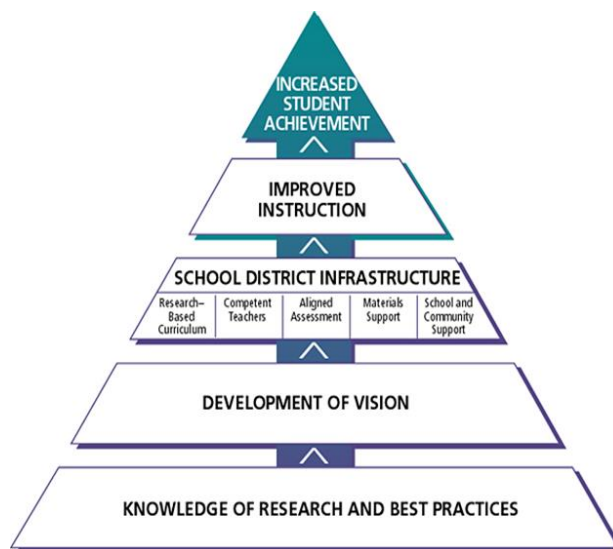 INCREASED
STUDENT
ACHIEVEMENT
IMPROVED
INSTRUCTION
SCHOOL DISTRICT INFRASTRUCTURE
Research–
Based
Curriculum
Competent
Teachers
Aligned
Assessment
Materials
Support
School and
Community
Support
DEVELOPMENT OF VISION
KNOWLEDGE OF RESEARCH AND BEST PRACTICES